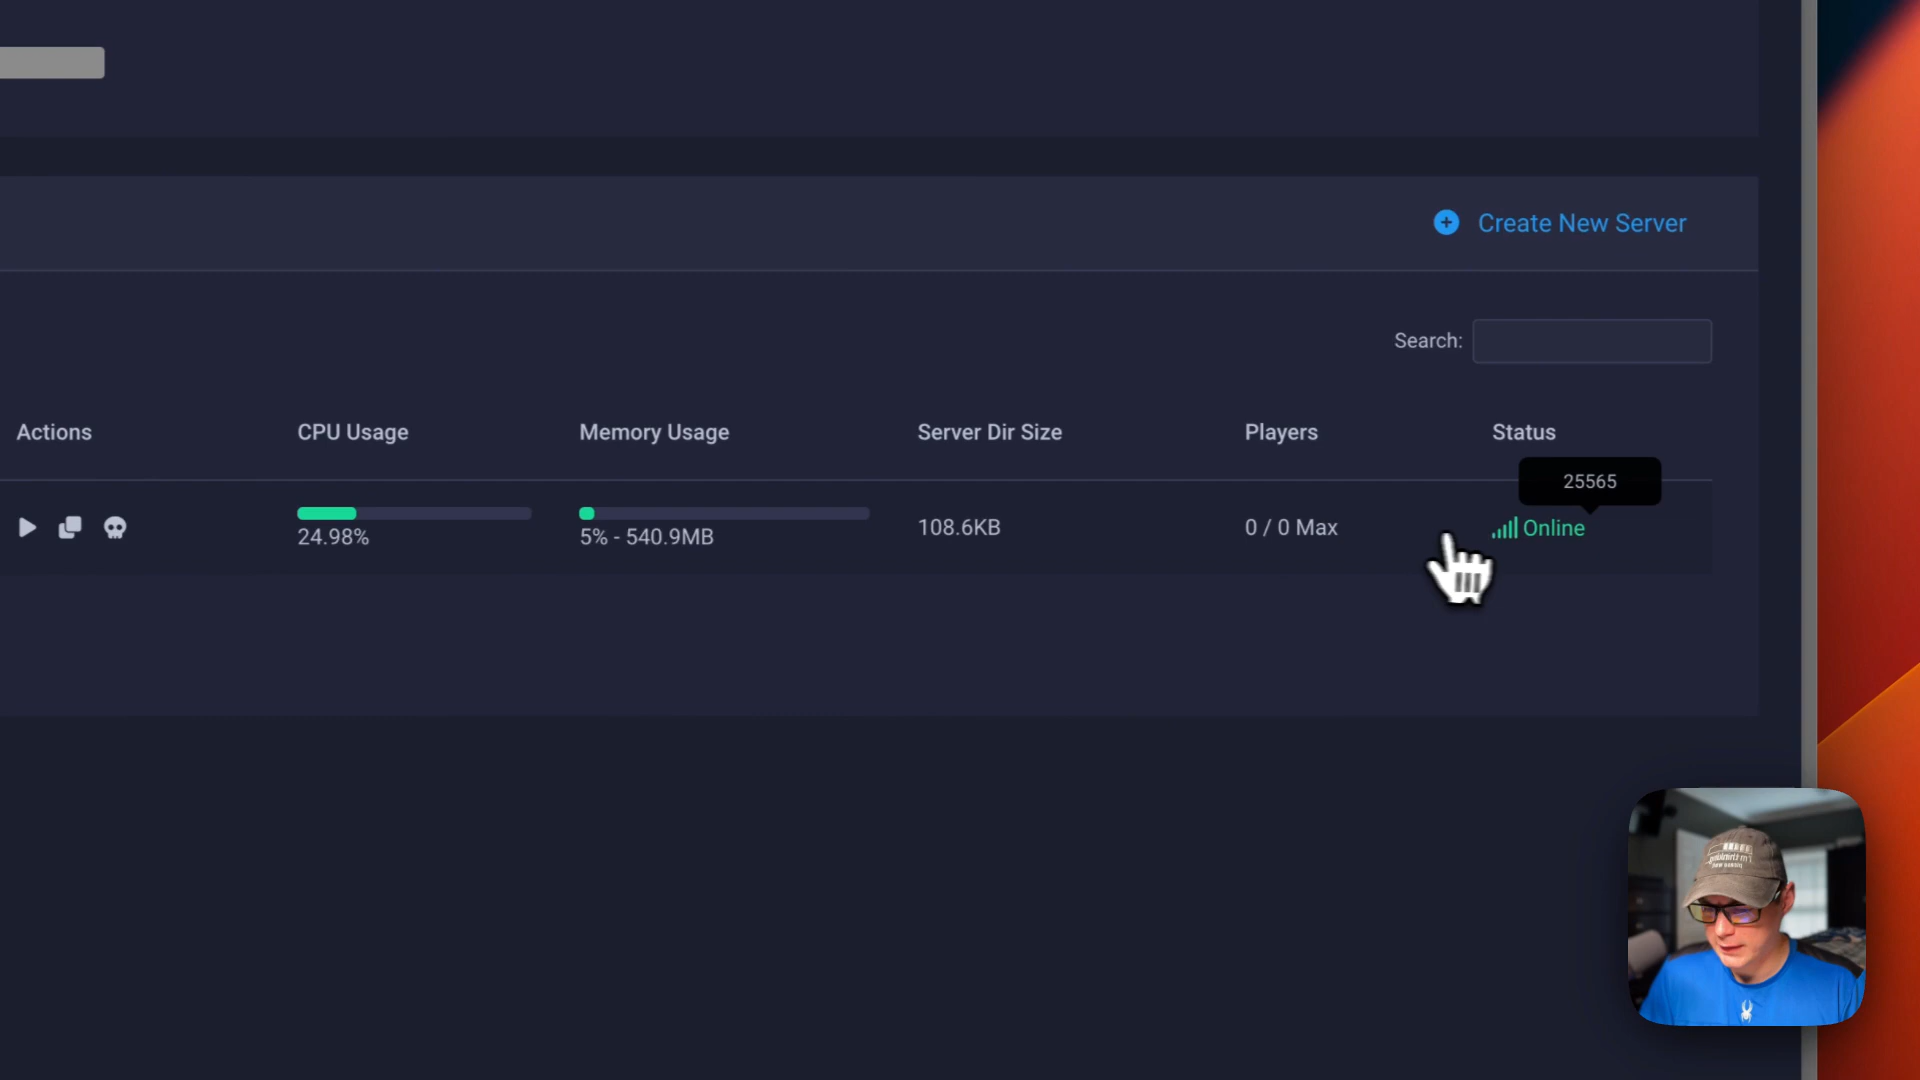 Create New Server
Search:
Actions CPU Usage Memory Usage Server Dir Size Players Status
25565
24.98% 5% - 540.9MB 108.6KB 0 / 0 Max Online